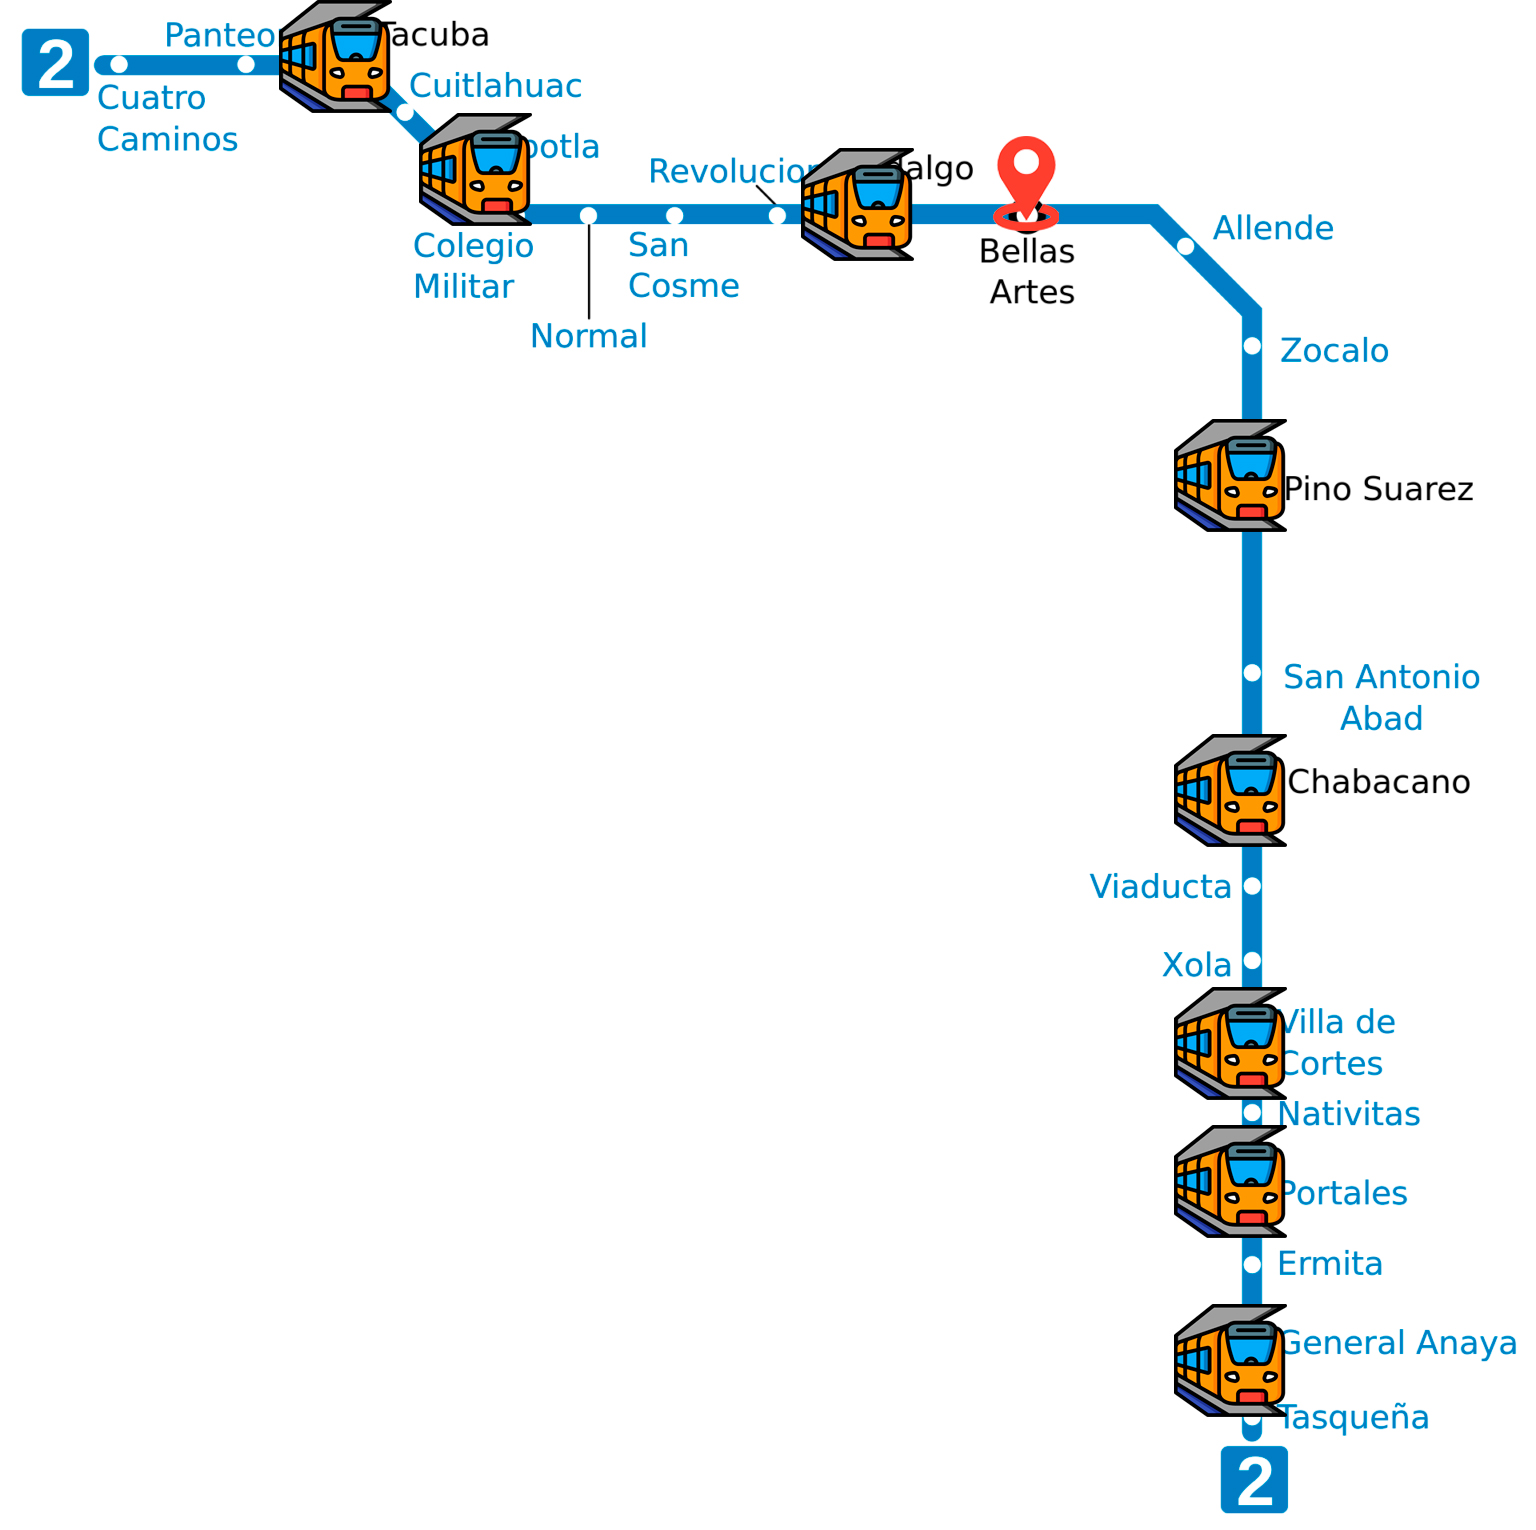 2
Panteo
Tacuba
Cuatro
Caminos
Cuitlahuac
potla
Revolucion
dalgo
Colegio
Militar
San
Cosme
Normal
Bellas
Artes
Allende
Zocalo
Pino Suarez
San Antonio
Abad
Chabacano
Viaducta
Xola
Villa de
Cortes
Nativitas
Portales
Ermita
General Anaya
Tasqueña
2